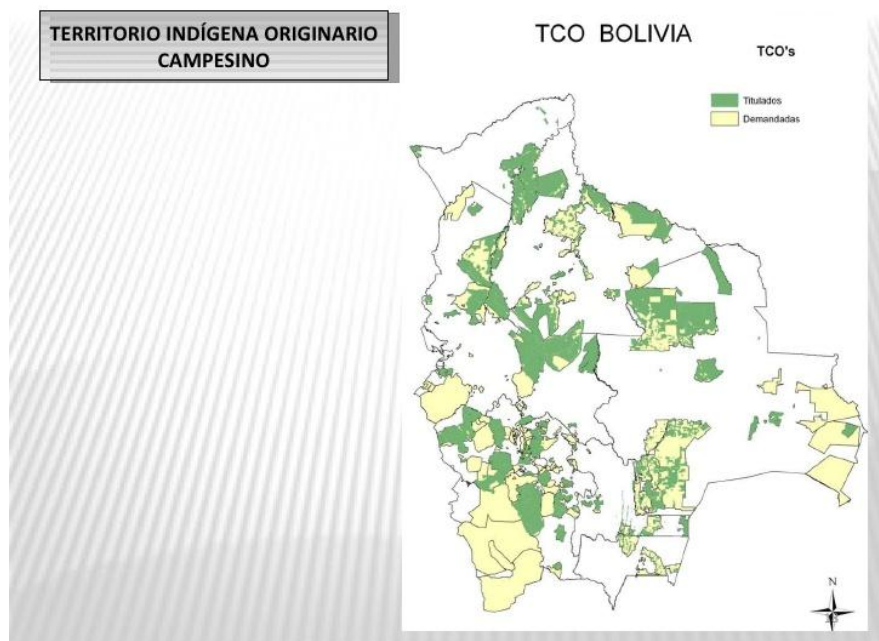 TERRITORIO INDÍGENA ORIGINARIO
CAMPESINO
TCO BOLIVIA
TCO's
Titulados
Demandadas
N